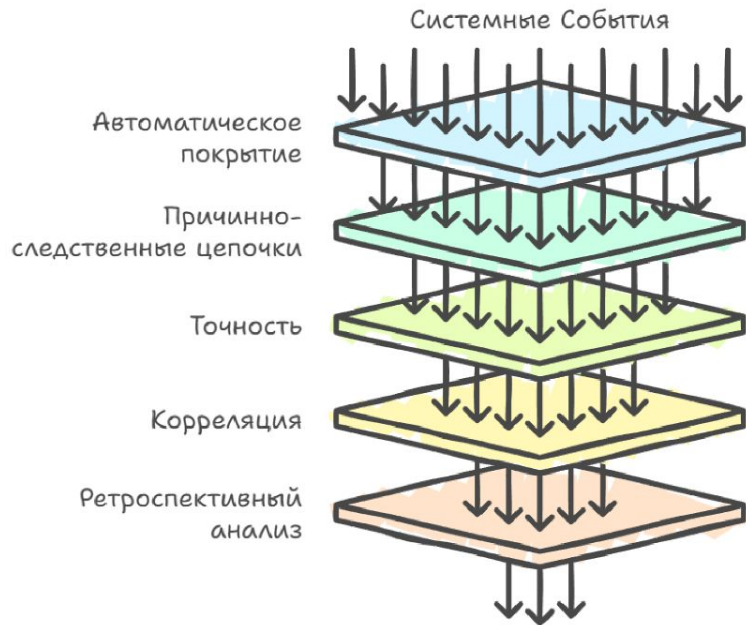 Системные События
Автоматическое
покрытие
Причинно-
следственные цепочки
Точность
Корреляция
Ретроспективный
анализ